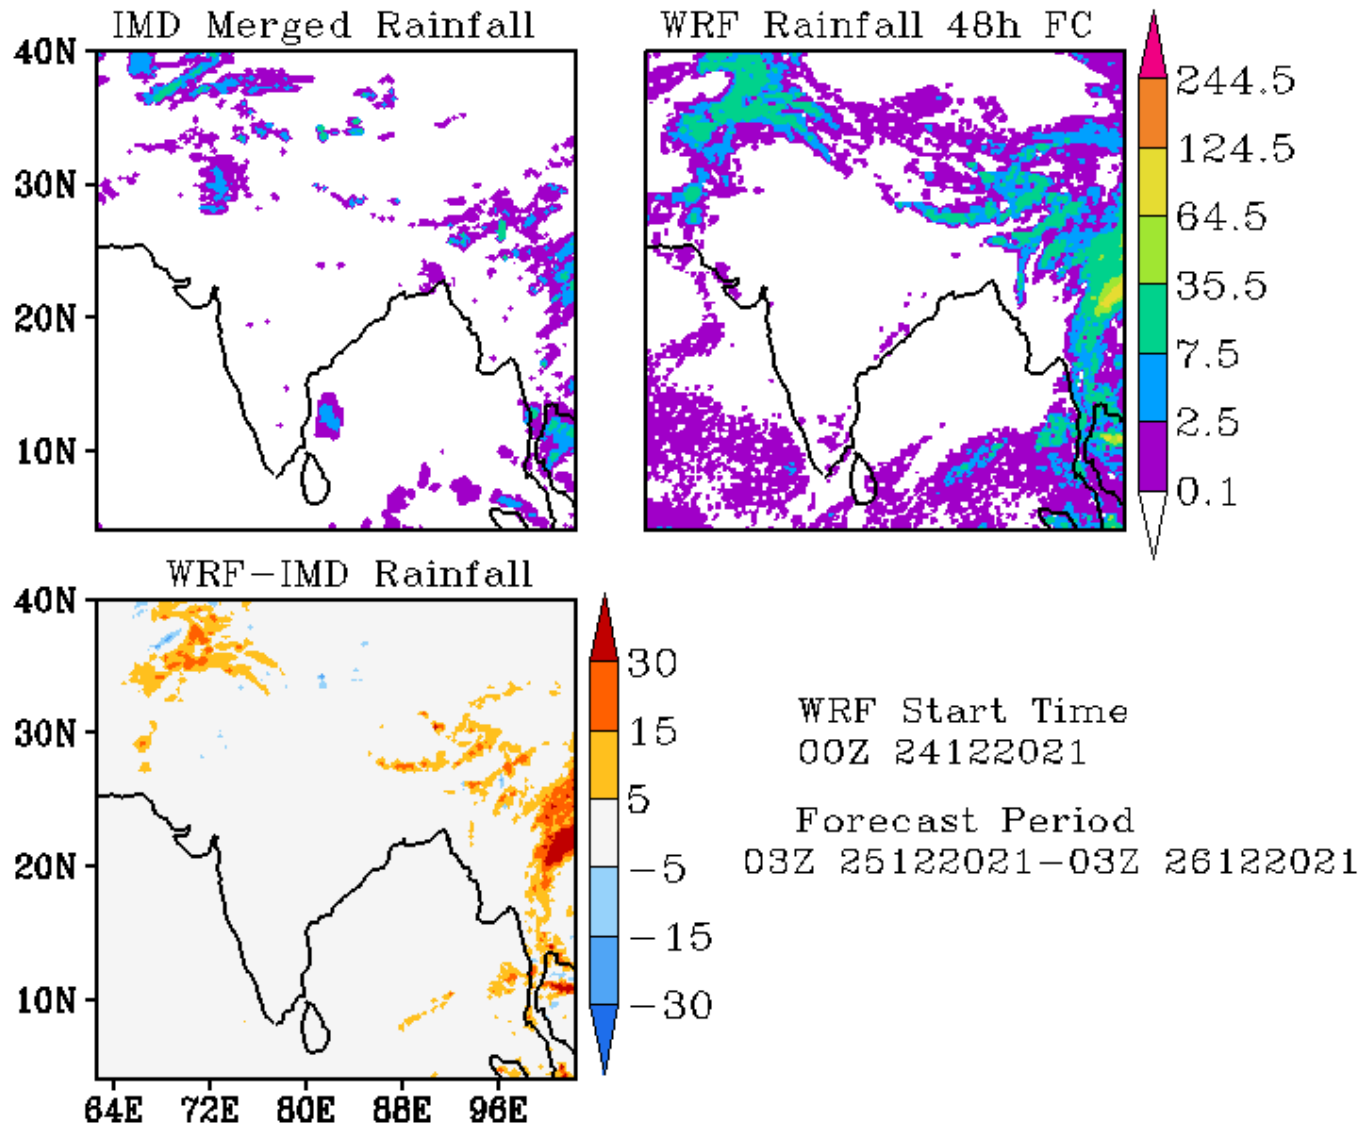 IMD Merged Rainfall
WRF Rainfall 48h FC
40N
30N
20N
10N
244.5
124.5
64.5
35.5
7.5
2.5
0.1
WRF-IMD Rainfall
40N
30N
20N
10N
64E 72E 80E 88E 96E
30
15
5
-5
-15
-30
WRF Start Time
00Z 24122021
Forecast Period
03Z 25122021-03Z 26122021